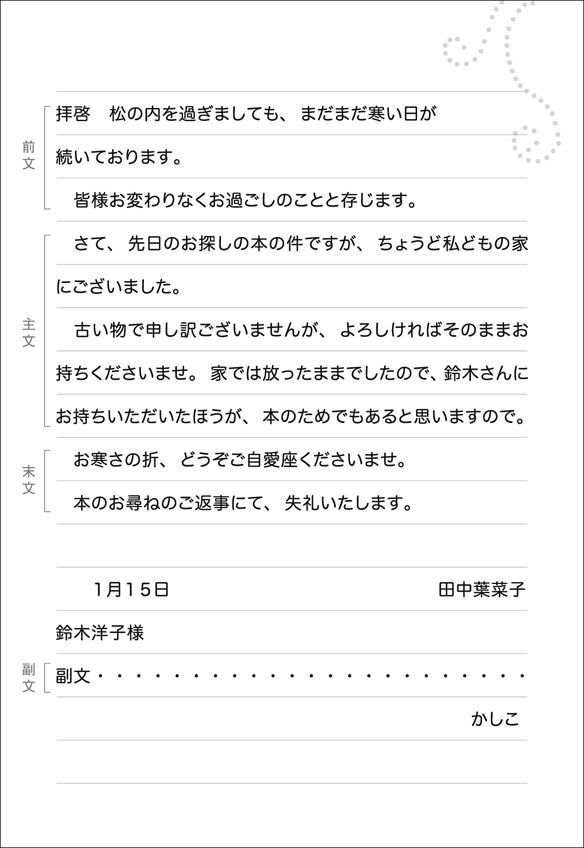 前文
拝啓　松の内を過ぎましても、まだまだ寒い日が
続いております。
皆様お変わりなくお過ごしのことと存じます。
主文
さて、先日のお探しの本の件ですが、ちょうど私どもの家
にございました。
古い物で申し訳ございませんが、よろしければそのままお
持ちくださいませ。家では放ったままでしたので、鈴木さんに
お持ちいただいたほうが、本のためでもあると思いますので。
末文
お寒さの折、どうぞご自愛座くださいませ。
本のお尋ねのご返事にて、失礼いたします。
1月15日　田中葉菜子
鈴木洋子様
副文
副文・・・・・・・・・・・・・・・・・・・・・・・
かしこ